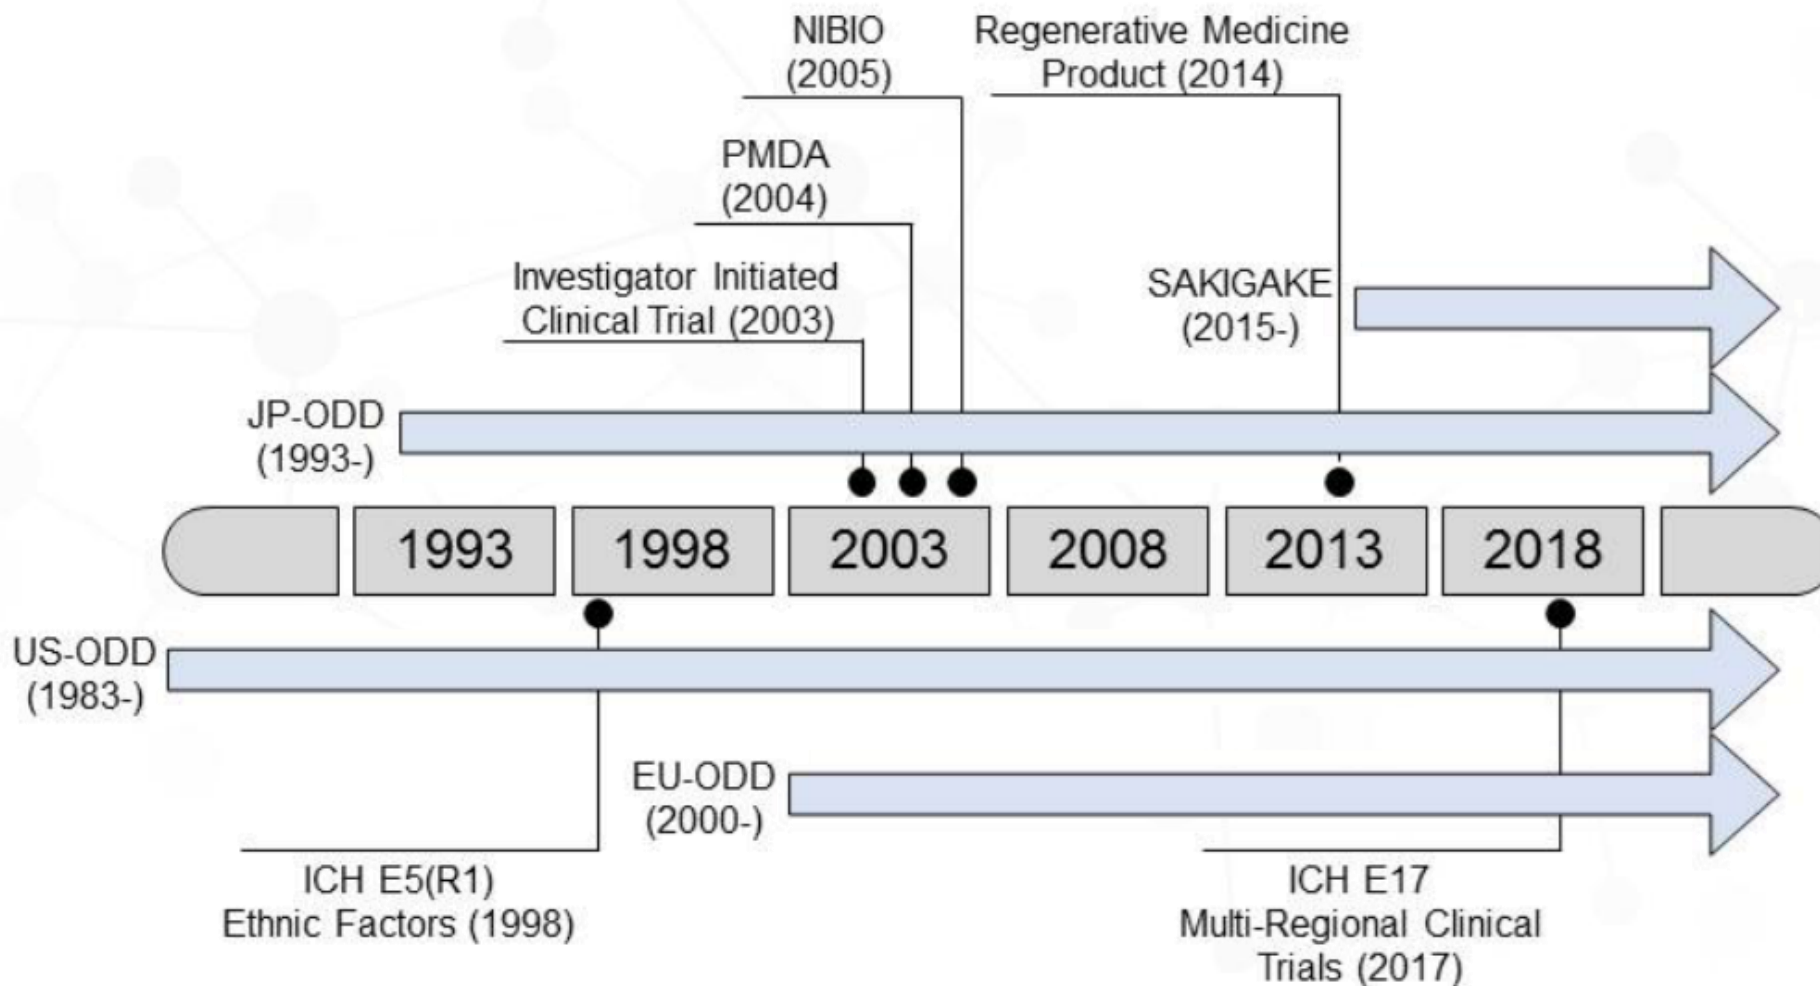 NIBIO
(2005)
Regenerative Medicine
Product (2014)
PMDA
(2004)
Investigator Initiated
Clinical Trial (2003)
SAKIGAKE
(2015-)
JP-ODD
(1993-)
1993
1998
2003
2008
2013
2018
US-ODD
(1983-)
EU-ODD
(2000-)
ICH E5(R1)
Ethnic Factors (1998)
ICH E17
Multi-Regional Clinical
Trials (2017)